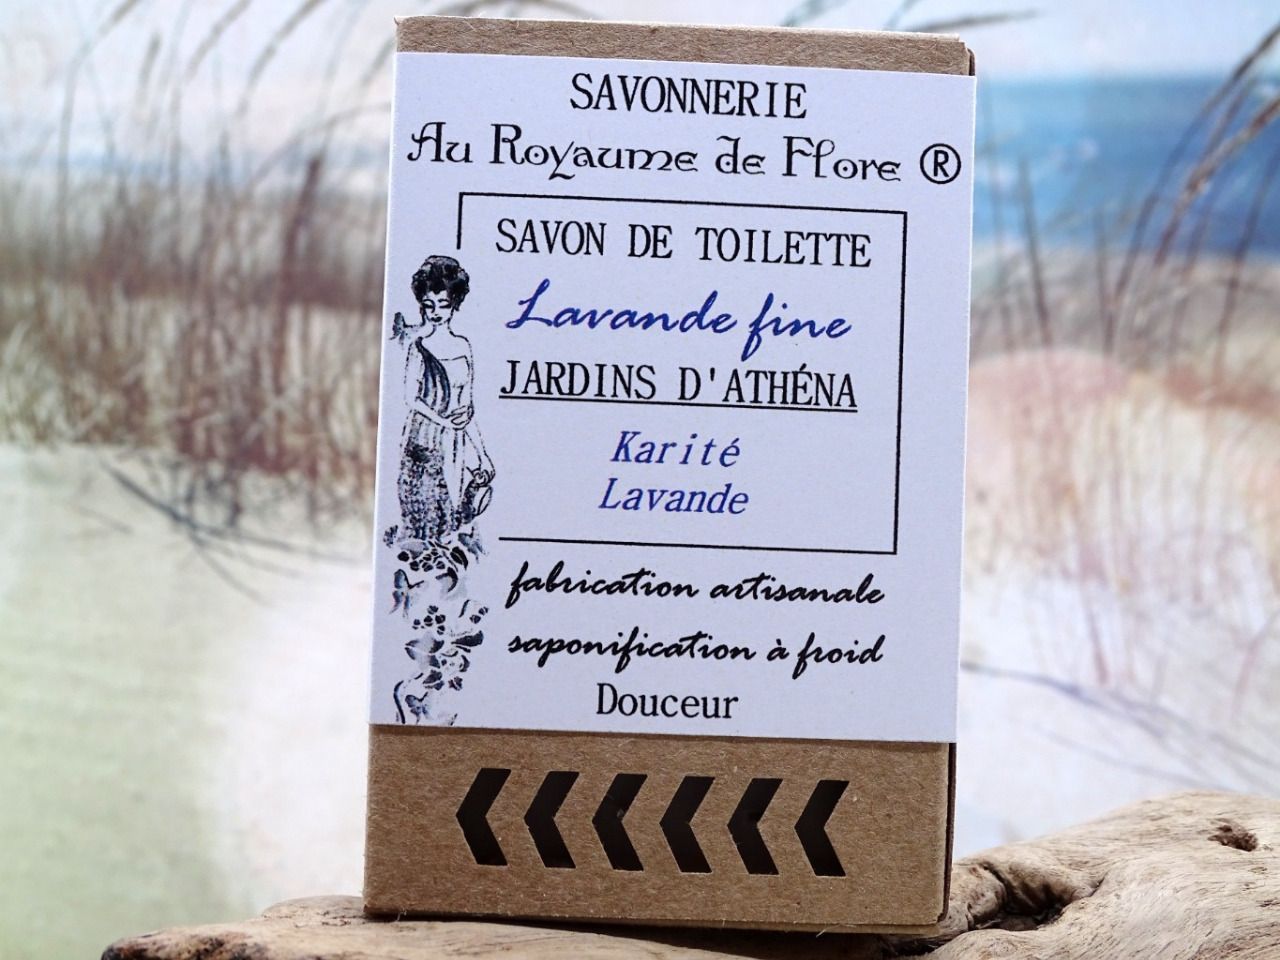 SAVONNERIE
Au Royaume de Flore ®
SAVON DE TOILETTE
Lavande fine
JARDINS D'ATHÉNA
Karité
Lavande
fabrication artisanale
saponification à froid
Douceur